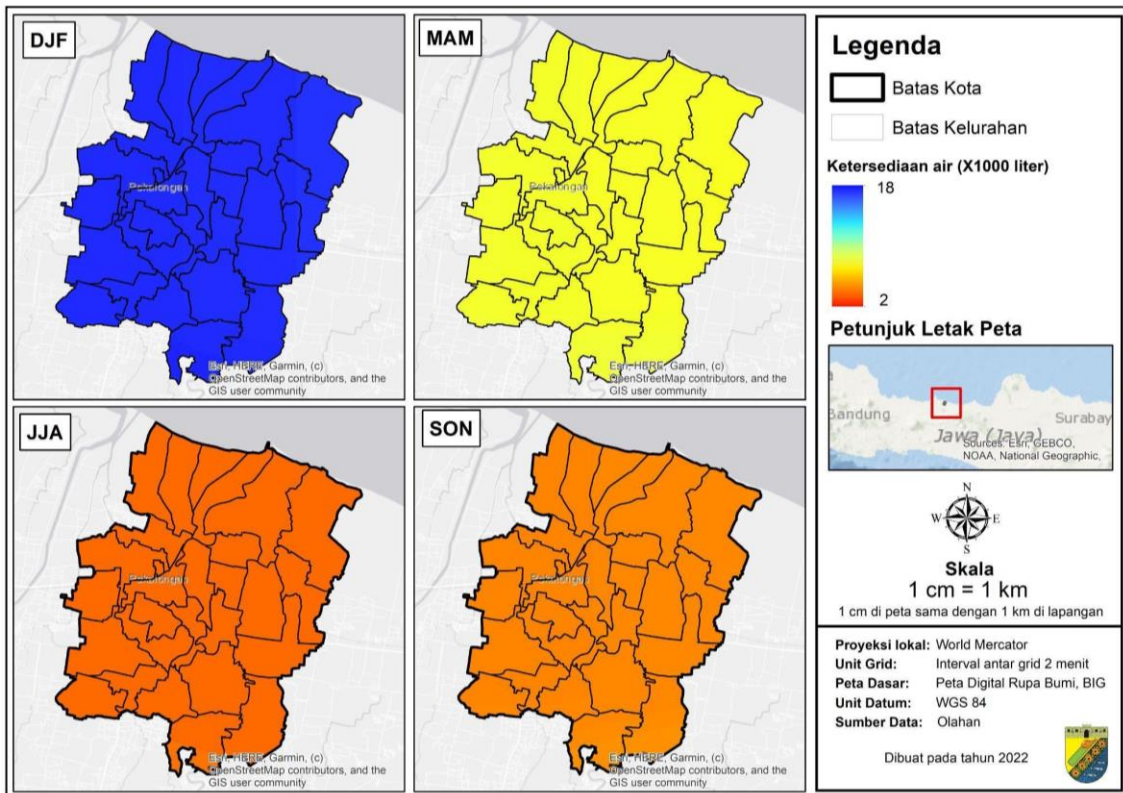 DJF
Pekalongan
Esri, HERE, Garmin, (c)
OpenStreetMap contributors, and the
GIS user community
MAM
Pekalongan
Esri, HERE, Garmin, (c)
OpenStreetMap contributors, and the
GIS user community
JJA
Pekalongan
Esri, HERE, Garmin, (c)
OpenStreetMap contributors, and the
GIS user community
SON
Pekalongan
Esri, HERE, Garmin, (c)
OpenStreetMap contributors, and the
GIS user community
Legenda
Batas Kota
Batas Kelurahan
Ketersediaan air (X1000 liter)
18
2
Petunjuk Letak Peta
a
Bandung
Surabay
Jawa (Java)
Sources: Esri, GEBCO,
NOAA, National Geographic,
N
W E
S
Skala
1 cm = 1 km
1 cm di peta sama dengan 1 km di lapangan
Proyeksi lokal: World Mercator
Unit Grid: Interval antar grid 2 menit
Peta Dasar: Peta Digital Rupa Bumi, BIG
Unit Datum: WGS 84
Sumber Data: Olahan
Dibuat pada tahun 2022